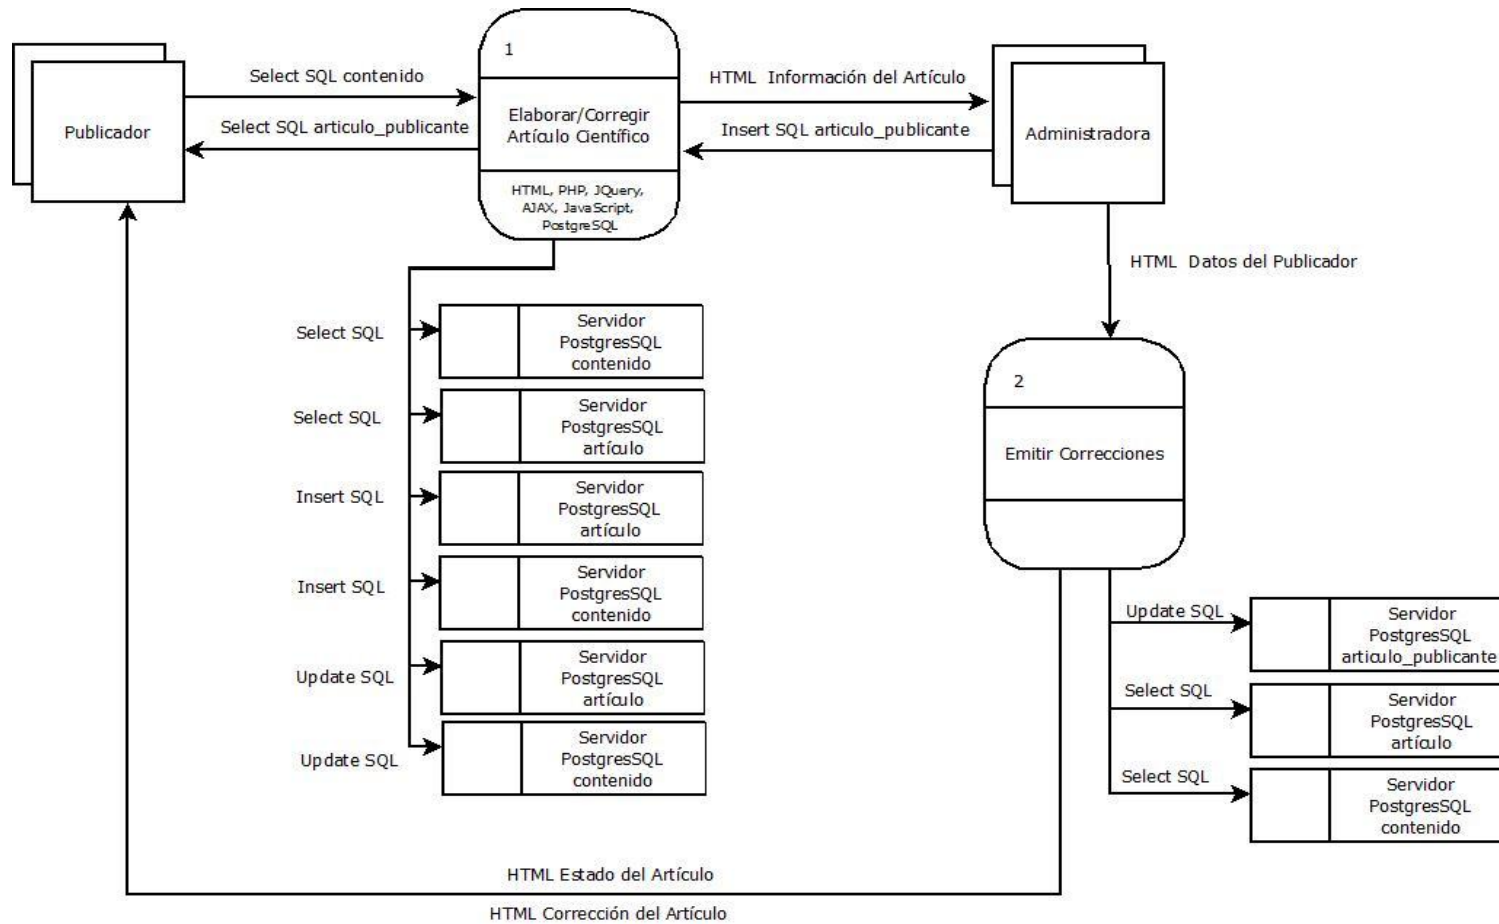 1
Select SQL contenido
HTML  Información del Artículo
Publicador
Select SQL articulo_publicante
Elaborar/Corregir
Artículo Científico
Insert SQL articulo_publicante
Administradora
HTML, PHP, JQuery,
AJAX, JavaScript,
PostgreSQL
HTML  Datos del Publicador
Select SQL
Servidor
PostgresSQL
contenido
Select SQL
Servidor
PostgresSQL
artículo
Insert SQL
Servidor
PostgresSQL
artículo
Insert SQL
Servidor
PostgresSQL
contenido
Update SQL
Servidor
PostgresSQL
artículo
Update SQL
Servidor
PostgresSQL
contenido
2
Emitir Correcciones
Update SQL
Servidor
PostgresSQL
articulo_publicante
Select SQL
Servidor
PostgresSQL
artículo
Select SQL
Servidor
PostgresSQL
contenido
HTML Estado del Artículo
HTML Corrección del Artículo